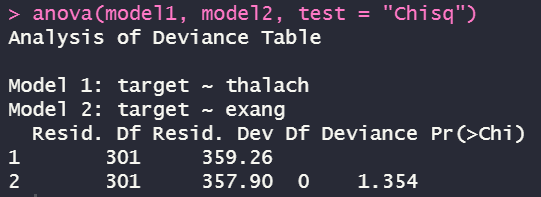 > anova(model1, model2, test = "Chisq")
Analysis of Deviance Table
Model 1: target ~ thalach
Model 2: target ~ exang
  Resid. Df Resid. Dev Df Deviance Pr(>Chi)
1       301     359.26
2       301     357.90  0    1.354